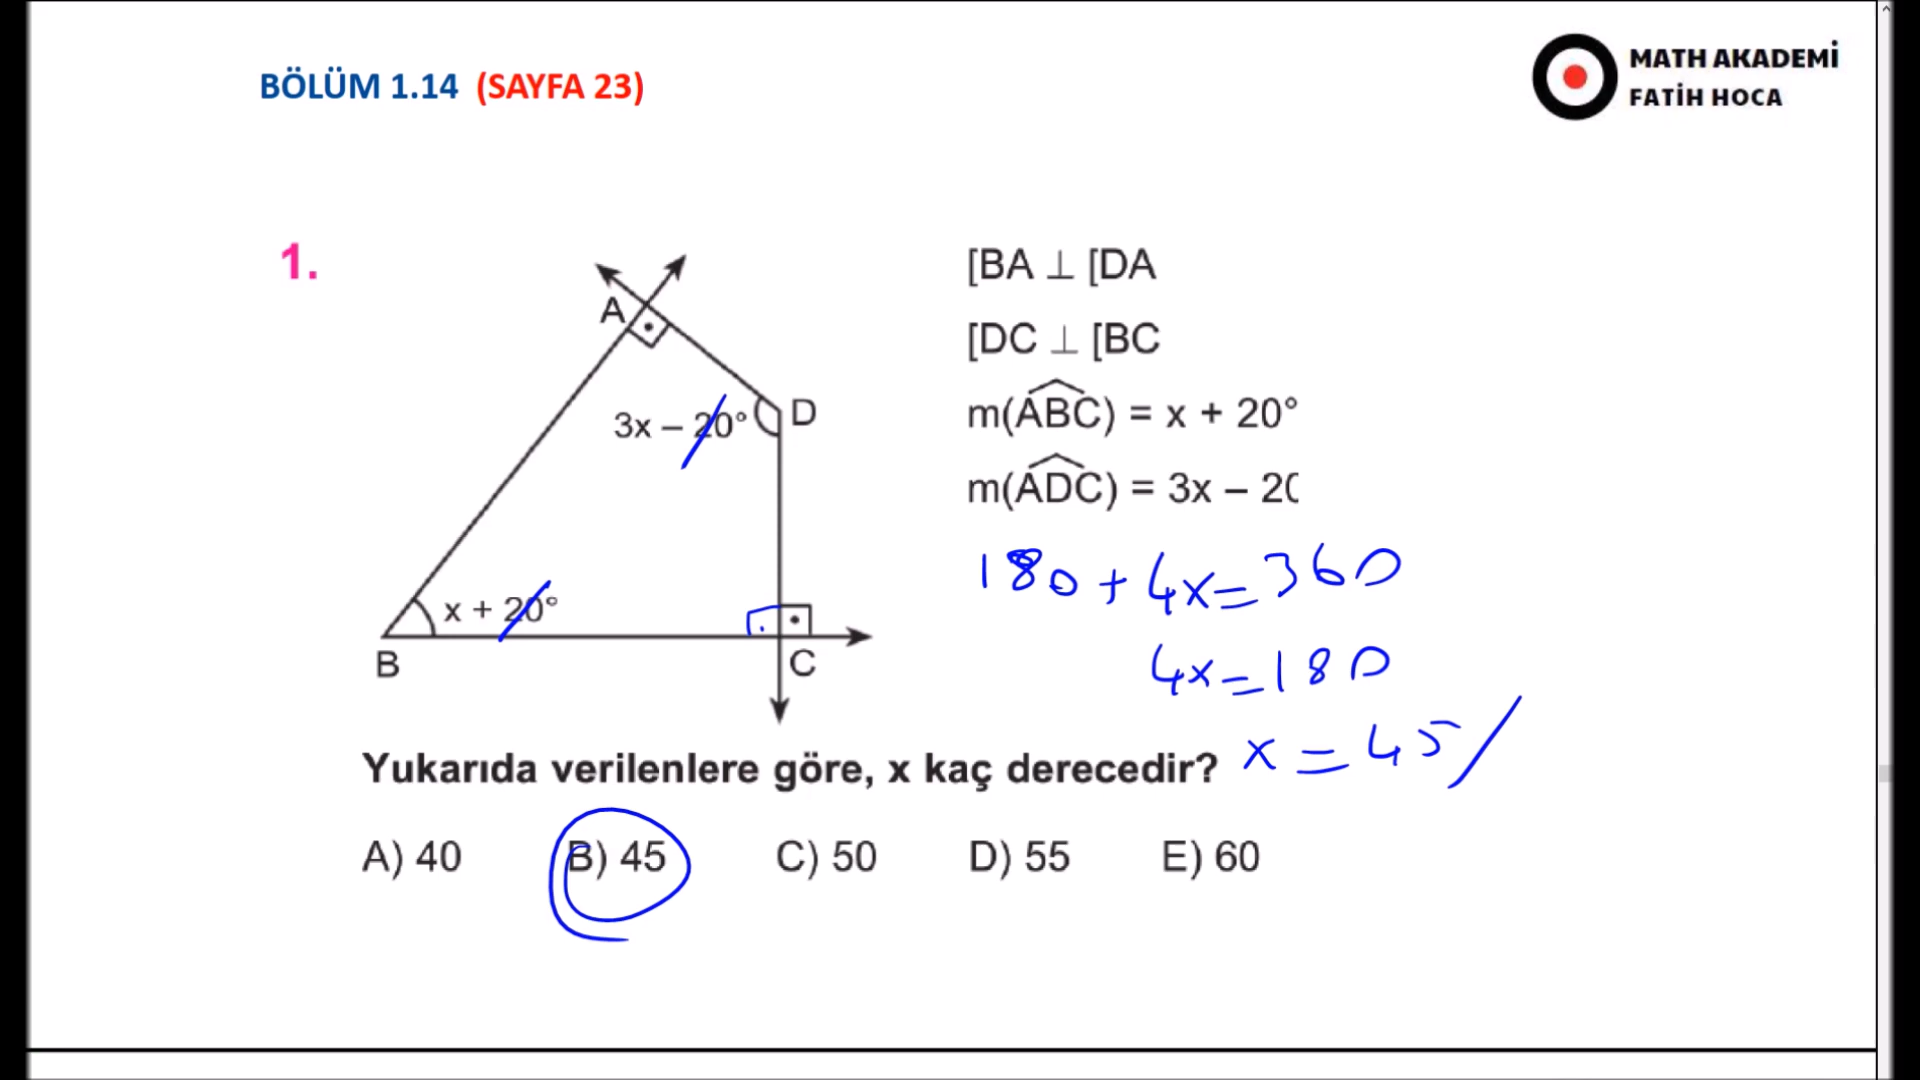 BÖLÜM 1.14 (SAYFA 23)
MATH AKADEMİ
FATİH HOCA
1.
A
3x – 20°
D
x + 20°
B
C
[BA ⊥ [DA
[DC ⊥ [BC
m(ABC) = x + 20°
m(ADC) = 3x – 20
180 + 4x = 360
4x = 180
x = 45
Yukarıda verilenlere göre, x kaç derecedir?
A) 40 B) 45 C) 50 D) 55 E) 60